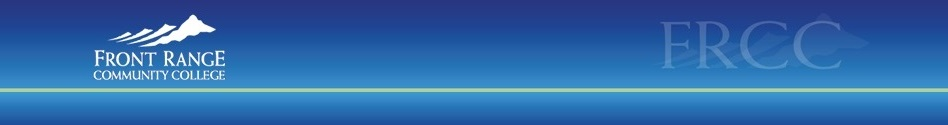 FRONT RANGE
COMMUNITY COLLEGE
FRCC